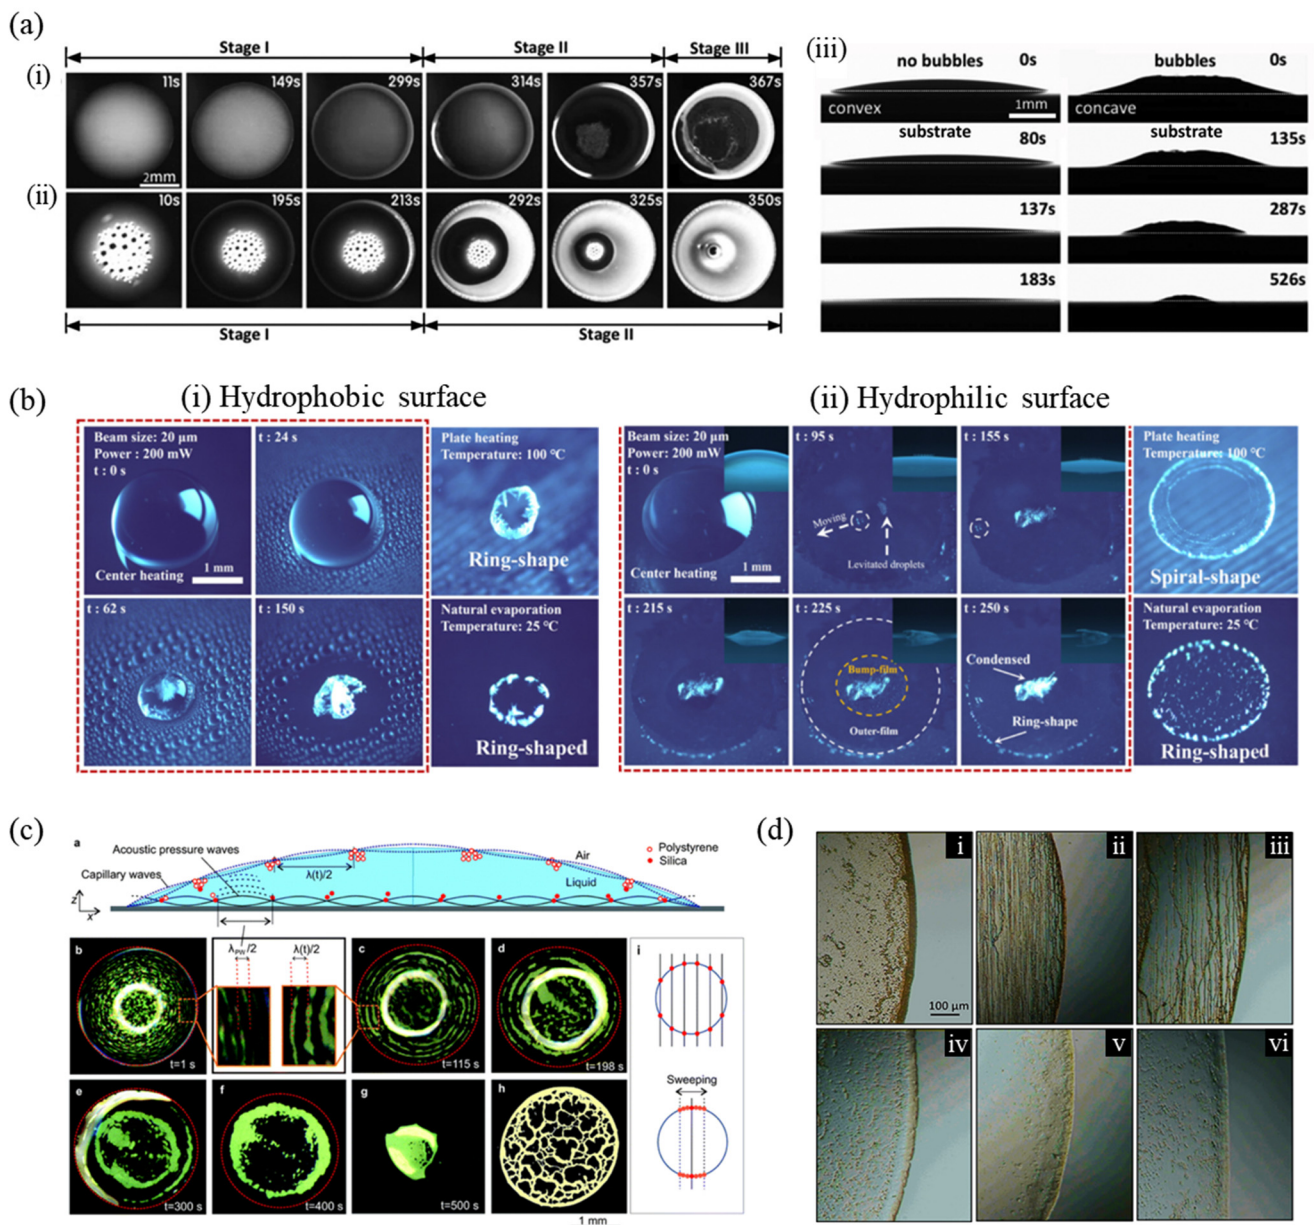 (a)
Stage I
Stage II
Stage III
(i)
11s
149s
299s
314s
357s
367s
2mm
(ii)
10s
195s
213s
292s
325s
350s
Stage I
Stage II
(iii)
no bubbles
0s
bubbles
0s
convex
1mm
concave
substrate
80s
substrate
135s
137s
287s
183s
526s
(b)
(i) Hydrophobic surface
(ii) Hydrophilic surface
Beam size: 20 μm
Power : 200 mW
t : 0s
Center heating
1 mm
t : 24 s
Plate heating
Temperature: 100 °C
Ring-shape
t : 62 s
t : 150 s
Natural evaporation
Temperature: 25 °C
Ring-shaped
Beam size: 20μm
Power: 200 mW
t : 0s
Center heating
1 mm
t : 95 s
Moving
Levitated droplets
t : 155 s
Plate heating
Temperature: 100 °C
Spiral-shape
t : 215 s
t : 225 s
Bump-film
Outer-film
t : 250 s
Condensed
Ring-shape
Natural evaporation
Temperature: 25 °C
Ring-shaped
(c)
a
Acoustic pressure waves
Capillary waves
λ(t)/2
Air
Liquid
Polystyrene
Silica
z
x
b
t=1 s
λPW/2
λ(t)/2
c
t=115 s
d
t=198 s
i
Sweeping
e
t=300 s
f
t=400 s
g
t=500 s
h
1 mm
(d)
i
100 μm
ii
iii
iv
v
vi